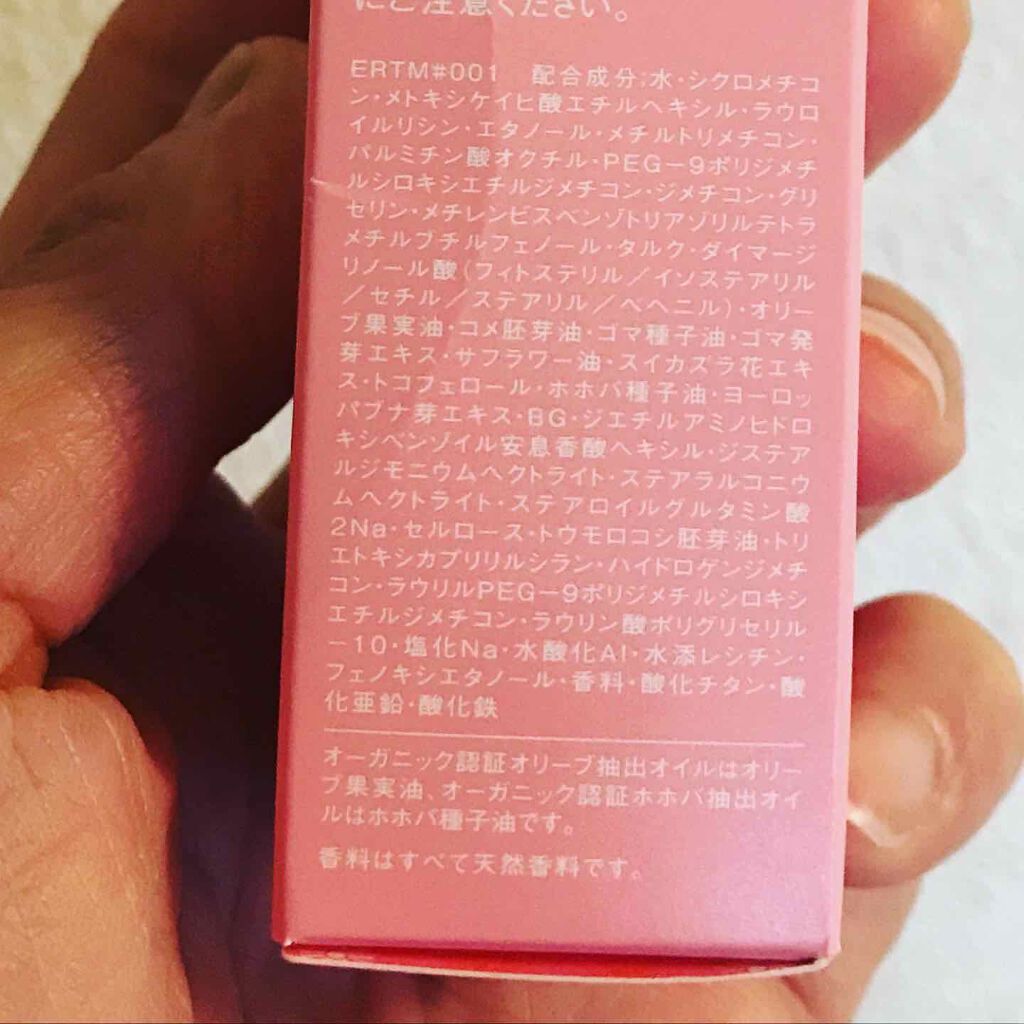 にご注意ください。
ERTM#001 配合成分:水・シクロメチコ
ン・メトキシケイヒ酸エチルヘキシル・ラウロ
イルリシン・エタノール・メチルトリメチコン・
パルミチン酸オクチル・PEG-9ポリジメチ
ルシロキシエチルジメチコン・ジメチコン・グリ
セリン・メチレンビスベンゾトリアゾリルテトラ
メチルブチルフェノール・タルク・ダイマージ
リノール酸(フィトステリル/イソステアリル
/セチル/ステアリル/ベヘニル)・オリー
ブ果実油・コメ胚芽油・ゴマ種子油・ゴマ発
芽エキス・サフラワー油・スイカズラ花エキ
ス・トコフェロール・ホホバ種子油・ヨーロッ
パブナ芽エキス・BG・ジエチルアミノヒドロ
キシベンゾイル安息香酸ヘキシル・ジステア
ルジモニウムヘクトライト・ステアラルコニウ
ムヘクトライト・ステアロイルグルタミン酸
2Na・セルロース・トウモロコシ胚芽油・トリ
エトキシカプリリルシラン・ハイドロゲンジメチ
コン・ラウリルPEG-9ポリジメチルシロキシ
エチルジメチコン・ラウリン酸ポリグリセリル
-10・塩化Na・水酸化Al・水添レシチン・
フェノキシエタノール・香料・酸化チタン・酸
化亜鉛・酸化鉄
オーガニック認証オリーブ抽出オイルはオリー
ブ果実油、オーガニック認証ホホバ抽出オイ
ルはホホバ種子油です。
香料はすべて天然香料です。